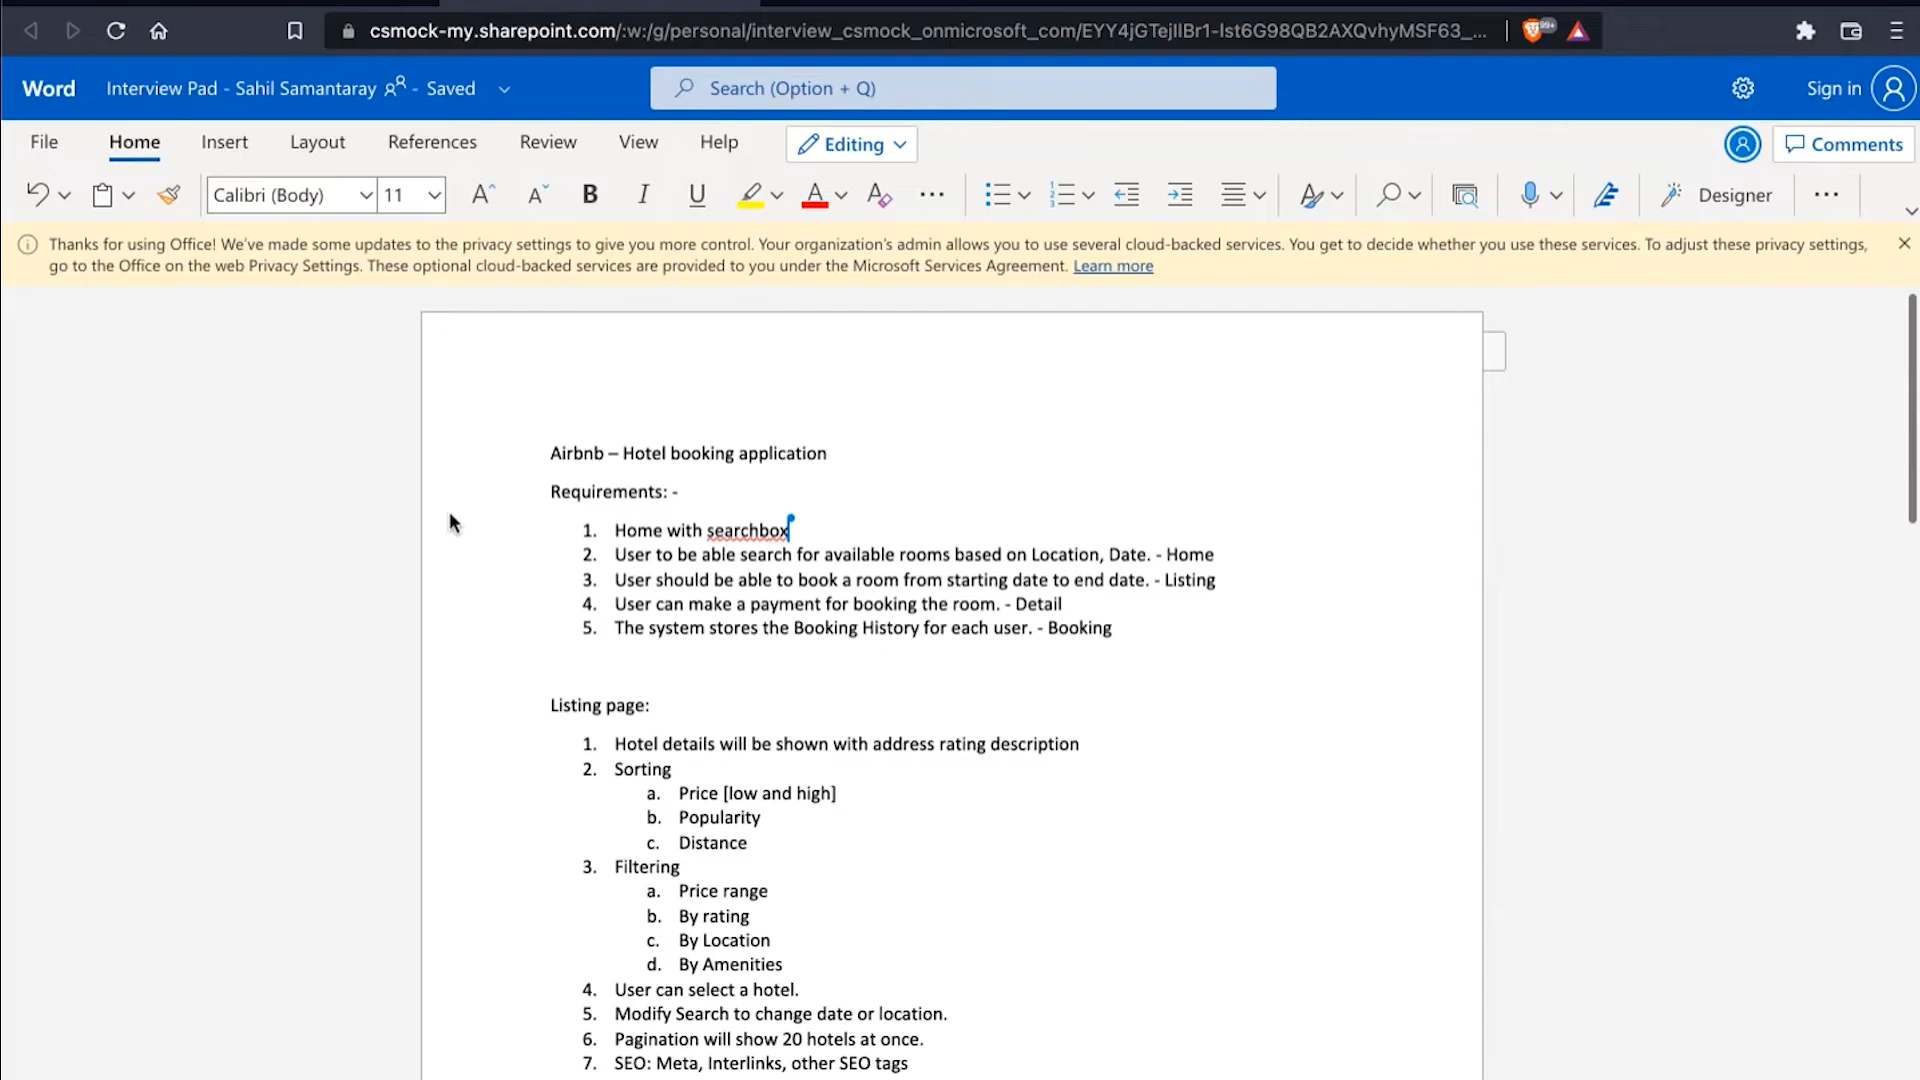 csmock-my.sharepoint.com/:w:/g/personal/interview_csmock_onmicrosoft_com/EYY4jGTejIlBr1-lst6G98QB2AXQvhyMSF63_...
99+
Word
Interview Pad - Sahil Samantaray - Saved
Search (Option + Q)
Sign in
File Home Insert Layout References Review View Help Editing Comments
Calibri (Body) 11 A A B I U A A ... Designer ...
Thanks for using Office! We've made some updates to the privacy settings to give you more control. Your organization's admin allows you to use several cloud-backed services. You get to decide whether you use these services. To adjust these privacy settings,
go to the Office on the web Privacy Settings. These optional cloud-backed services are provided to you under the Microsoft Services Agreement. Learn more
Airbnb – Hotel booking application
Requirements: -
1. Home with searchbox
2. User to be able search for available rooms based on Location, Date. - Home
3. User should be able to book a room from starting date to end date. - Listing
4. User can make a payment for booking the room. - Detail
5. The system stores the Booking History for each user. - Booking
Listing page:
1. Hotel details will be shown with address rating description
2. Sorting
a. Price [low and high]
b. Popularity
c. Distance
3. Filtering
a. Price range
b. By rating
c. By Location
d. By Amenities
4. User can select a hotel.
5. Modify Search to change date or location.
6. Pagination will show 20 hotels at once.
7. SEO: Meta, Interlinks, other SEO tags